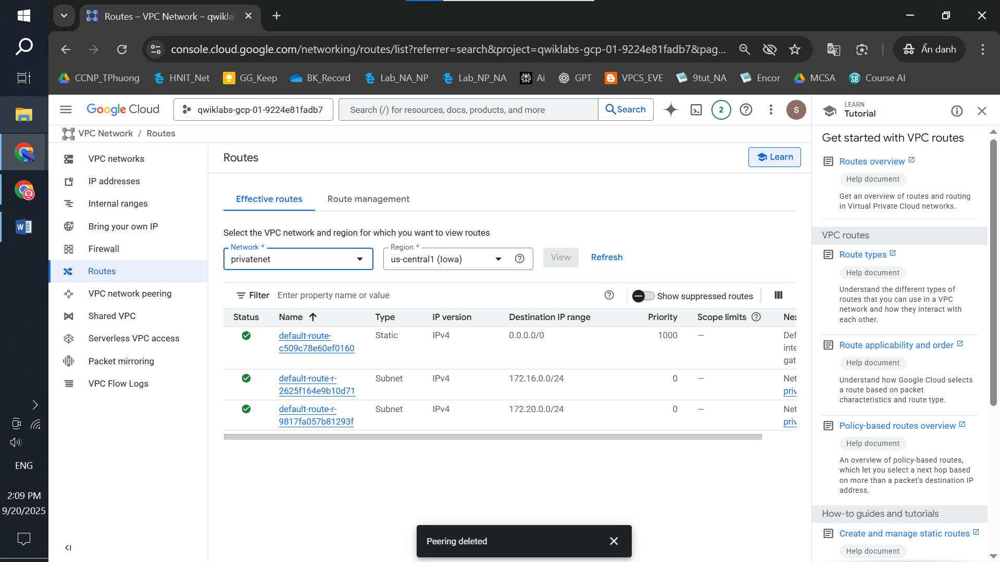 Routes – VPC Network – qwikla
console.cloud.google.com/networking/routes/list?referrer=search&project=qwiklabs-gcp-01-9224e81fadb7&pag...
Ẩn danh
CCNP_TPhuong
HNIT_Net
GG_Keep
BK_Record
Lab_NA_NP
Lab_NP_NA
Ai
GPT
VPCS_EVE
9tut_NA
Encor
MCSA
SB
Course AI
Google Cloud
qwiklabs-gcp-01-9224e81fadb7
Search (/) for resources, docs, products, and more
Search
2
S
VPC Network / Routes
VPC networks
IP addresses
Internal ranges
Bring your own IP
Firewall
Routes
VPC network peering
Shared VPC
Serverless VPC access
Packet mirroring
VPC Flow Logs
Routes
Learn
Effective routes
Route management
Select the VPC network and region for which you want to view routes
Network *
privatenet
Region *
us-central1 (Iowa)
View
Refresh
Filter
Enter property name or value
Show suppressed routes
Status Name Type IP version Destination IP range Priority Scope limits Nex
default-route- Static IPv4 0.0.0.0/0 1000 — Def
c509c78e60ef0160 inte
gat
default-route-r- Subnet IPv4 172.16.0.0/24 0 — Net
2625f164e9b10d71 priv
default-route-r- Subnet IPv4 172.20.0.0/24 0 — Net
9817fa057b81293f priv
Peering deleted
LEARN
Tutorial
Get started with VPC routes
Routes overview
Help document
Get an overview of routes and routing
in Virtual Private Cloud networks.
VPC routes
Route types
Help document
Understand the different types of
routes that you can use in a VPC
network and how they interact with
each other.
Route applicability and order
Help document
Understand how Google Cloud selects
a route based on packet
characteristics and route type.
Policy-based routes overview
Help document
An overview of policy-based routes,
which let you select a next hop based
on more than a packet's destination IP
address.
How-to guides and tutorials
Create and manage static routes
Help document
W
ENG
2:09 PM
9/20/2025